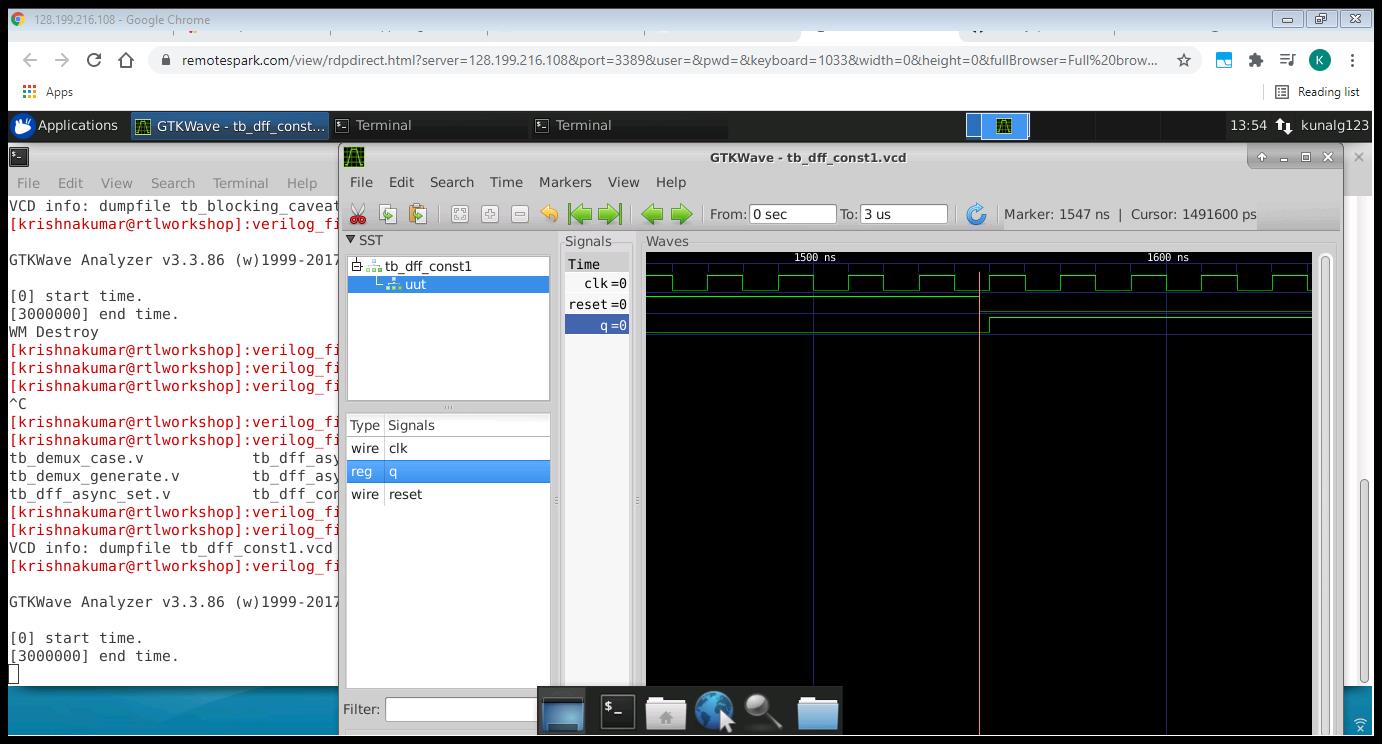 128.199.216.108 - Google Chrome
remotespark.com/view/rdpdirect.html?server=128.199.216.108&port=3389&user=&pwd=&keyboard=1033&width=0&height=0&fullBrowser=Full%20brow...
K
Apps
Reading list
Applications
GTKWave - tb_dff_const...
Terminal
Terminal
13:54
kunalg123
File Edit View Search Terminal Help
VCD info: dumpfile tb_blocking_caveat
[krishnakumar@rtlworkshop]:verilog_fi
GTKWave Analyzer v3.3.86 (w)1999-2017
[0] start time.
[3000000] end time.
WM Destroy
[krishnakumar@rtlworkshop]:verilog_fi
[krishnakumar@rtlworkshop]:verilog_fi
[krishnakumar@rtlworkshop]:verilog_fi
^C
[krishnakumar@rtlworkshop]:verilog_fi
[krishnakumar@rtlworkshop]:verilog_fi
tb_demux_case.v tb_dff_asy
tb_demux_generate.v tb_dff_asy
tb_dff_async_set.v tb_dff_con
[krishnakumar@rtlworkshop]:verilog_fi
[krishnakumar@rtlworkshop]:verilog_fi
VCD info: dumpfile tb_dff_const1.vcd
[krishnakumar@rtlworkshop]:verilog_fi
GTKWave Analyzer v3.3.86 (w)1999-2017
[0] start time.
[3000000] end time.
GTKWave - tb_dff_const1.vcd
File Edit Search Time Markers View Help
From: 0 sec To: 3 us Marker: 1547 ns | Cursor: 1491600 ps
SST
tb_dff_const1
uut
Type Signals
wire clk
reg q
wire reset
Filter:
Signals
Time
clk=0
reset=0
q=0
Waves
1500 ns 1600 ns
$_